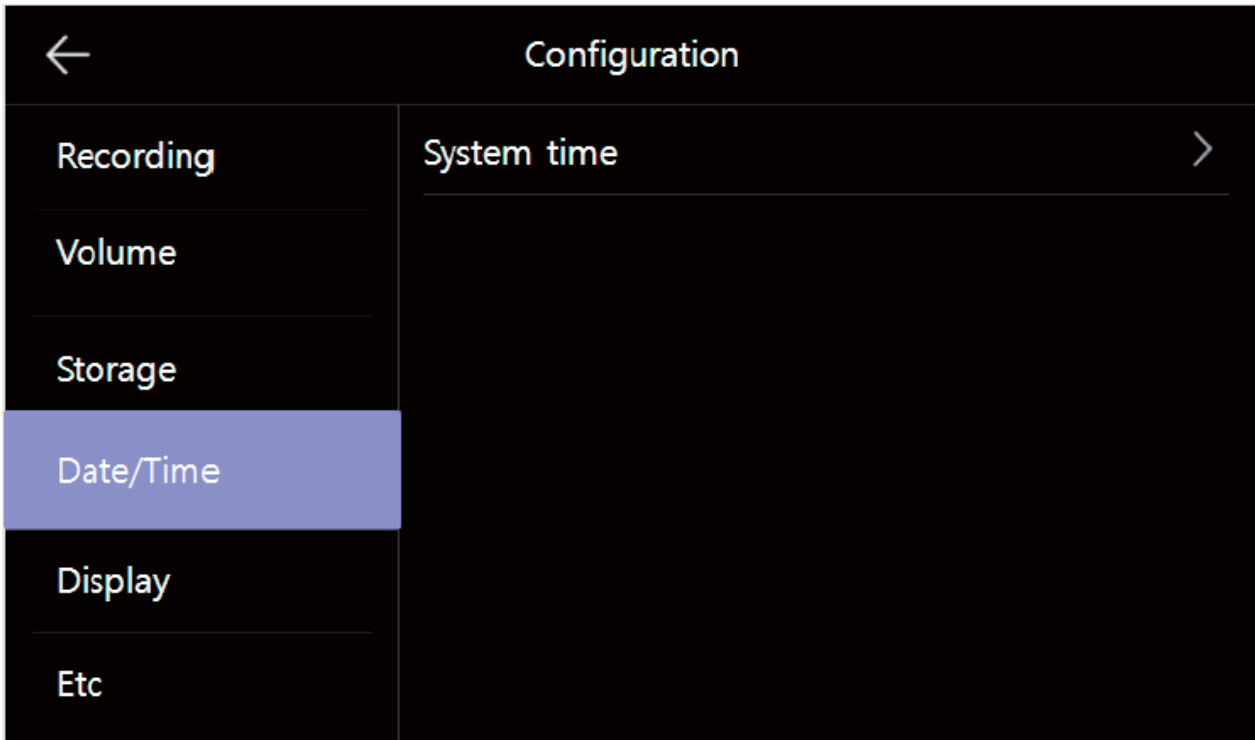 Configuration
Recording
Volume
Storage
Date/Time
Display
Etc
System time